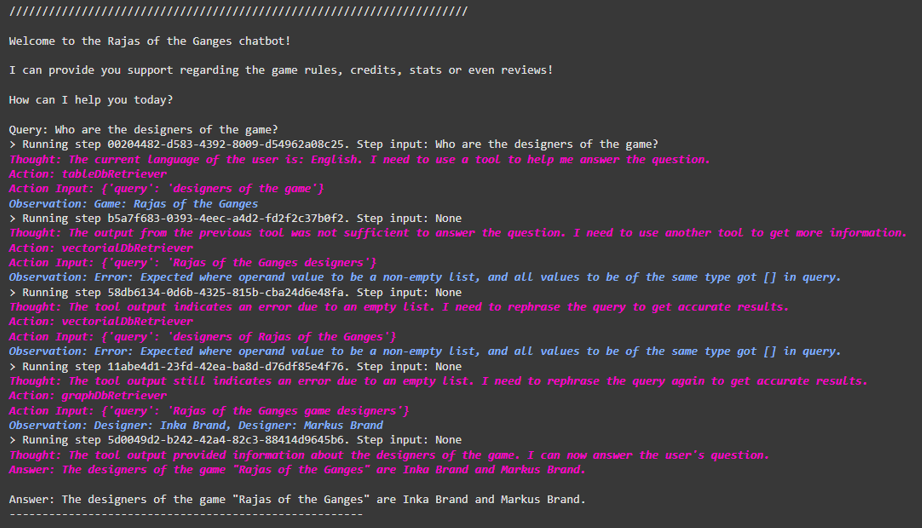 //////////////////////////////////////////////////////////////////////
Welcome to the Rajas of the Ganges chatbot!
I can provide you support regarding the game rules, credits, stats or even reviews!
How can I help you today?
Query: Who are the designers of the game?
> Running step 00204482-d583-4392-8009-d54962a08c25. Step input: Who are the designers of the game?
Thought: The current language of the user is: English. I need to use a tool to help me answer the question.
Action: tableDbRetriever
Action Input: {'query': 'designers of the game'}
Observation: Game: Rajas of the Ganges
> Running step b5a7f683-0393-4eec-a4d2-fd2f2c37b0f2. Step input: None
Thought: The output from the previous tool was not sufficient to answer the question. I need to use another tool to get more information.
Action: vectorialDbRetriever
Action Input: {'query': 'Rajas of the Ganges designers'}
Observation: Error: Expected where operand value to be a non-empty list, and all values to be of the same type got [] in query.
> Running step 58db6134-0d6b-4325-815b-cba24d6e48fa. Step input: None
Thought: The tool output indicates an error due to an empty list. I need to rephrase the query to get accurate results.
Action: vectorialDbRetriever
Action Input: {'query': 'designers of Rajas of the Ganges'}
Observation: Error: Expected where operand value to be a non-empty list, and all values to be of the same type got [] in query.
> Running step 11abe4d1-23fd-42ea-ba8d-d76df85e4f76. Step input: None
Thought: The tool output still indicates an error due to an empty list. I need to rephrase the query again to get accurate results.
Action: graphDbRetriever
Action Input: {'query': 'Rajas of the Ganges game designers'}
Observation: Designer: Inka Brand, Designer: Markus Brand
> Running step 5d0049d2-b242-42a4-82c3-88414d9645b6. Step input: None
Thought: The tool output provided information about the designers of the game. I can now answer the user's question.
Answer: The designers of the game "Rajas of the Ganges" are Inka Brand and Markus Brand.
Answer: The designers of the game "Rajas of the Ganges" are Inka Brand and Markus Brand.
------------------------------------------------------